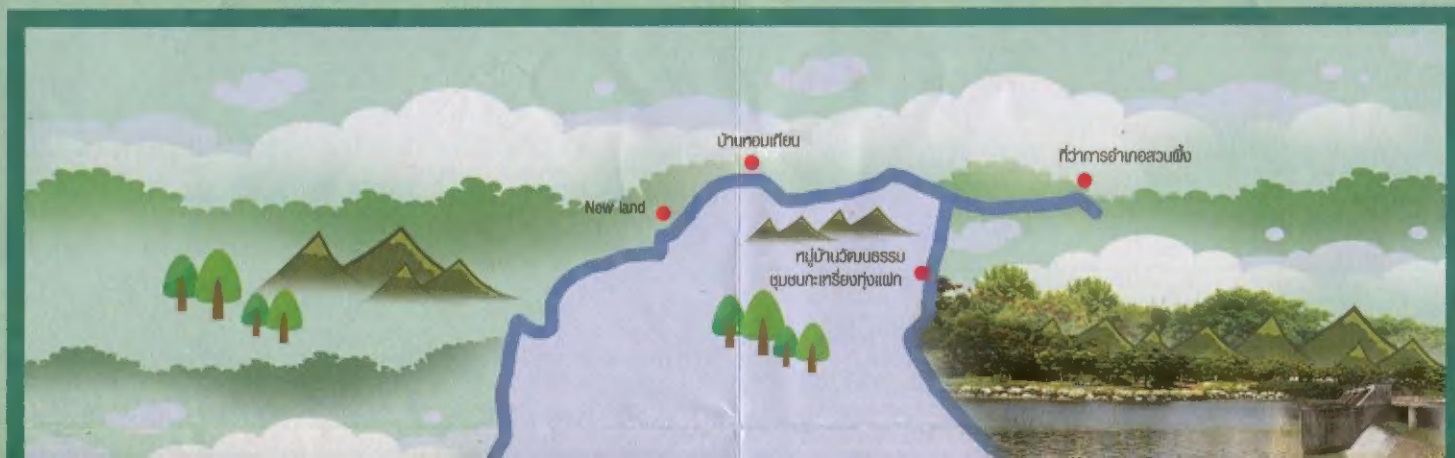 บ้านหอมเทียน
ที่ว่าการอำเภอสวนผึ้ง
New land
หมู่บ้านวัฒนธรรม
ชุมชนกะเหรี่ยงทุ่งแฝก